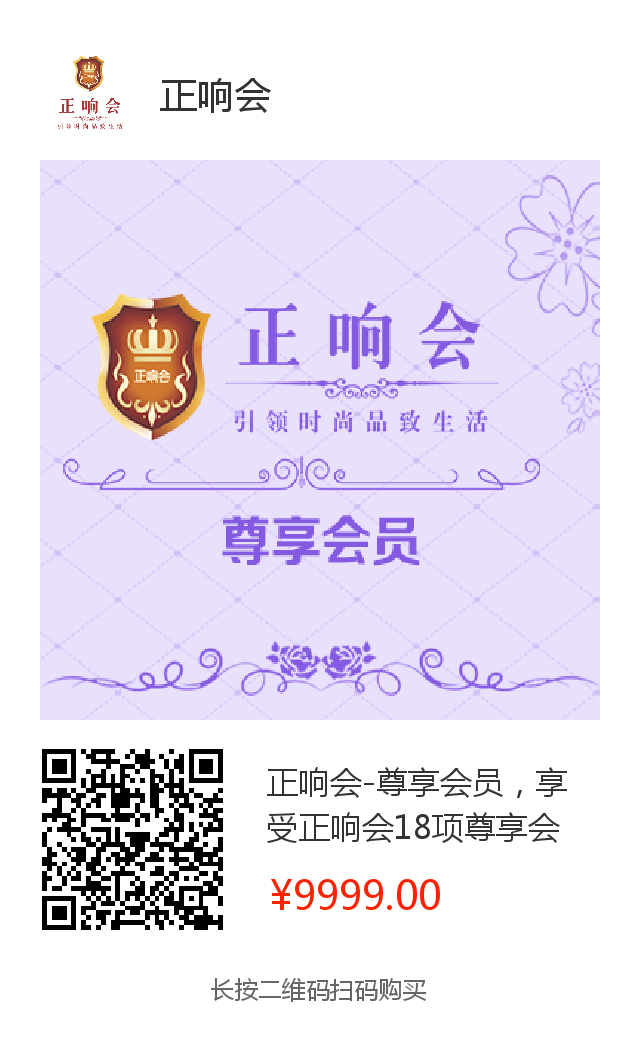 正响会
引领时尚品致生活
正响会
正响会
正响会
引领时尚品致生活
尊享会员
正响会-尊享会员，享
受正响会18项尊享会
¥9999.00
长按二维码扫码购买